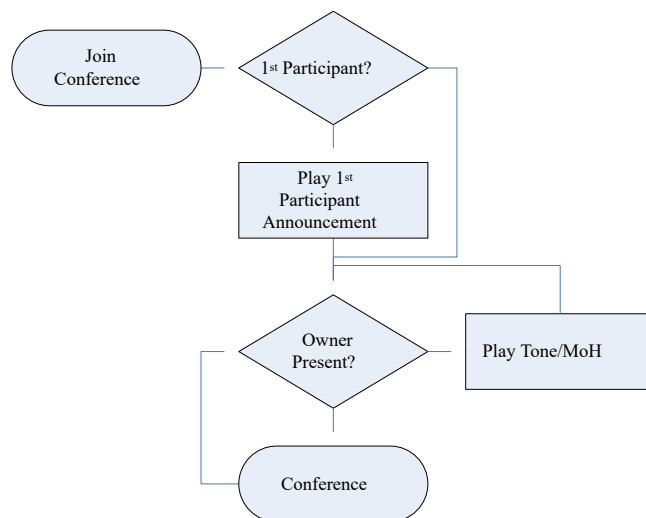 Join
Conference
1st Participant?
Play 1st
Participant
Announcement
Owner
Present?
Play Tone/MoH
Conference